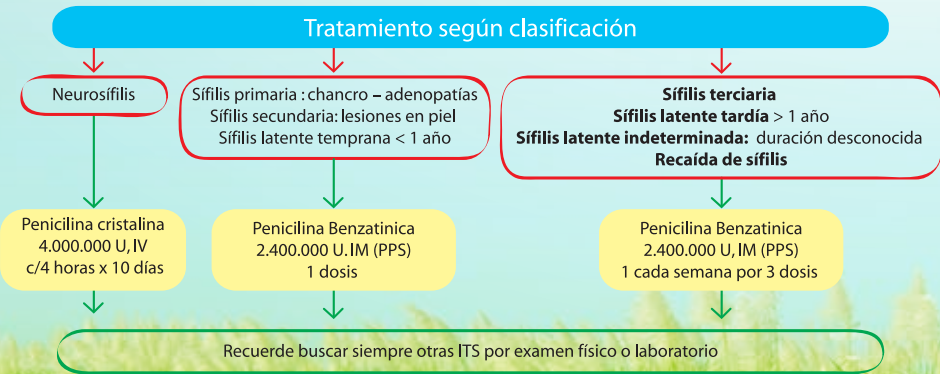 Tratamiento según clasificación
Neurosífilis
Sífilis primaria : chancro – adenopatías
Sífilis secundaria: lesiones en piel
Sífilis latente temprana < 1 año
Sífilis terciaria
Sífilis latente tardía > 1 año
Sífilis latente indeterminada: duración desconocida
Recaída de sífilis
Penicilina cristalina
4.000.000 U, IV
c/4 horas x 10 días
Penicilina Benzatinica
2.400.000 U. IM (PPS)
1 dosis
Penicilina Benzatinica
2.400.000 U, IM (PPS)
1 cada semana por 3 dosis
Recuerde buscar siempre otras ITS por examen físico o laboratorio